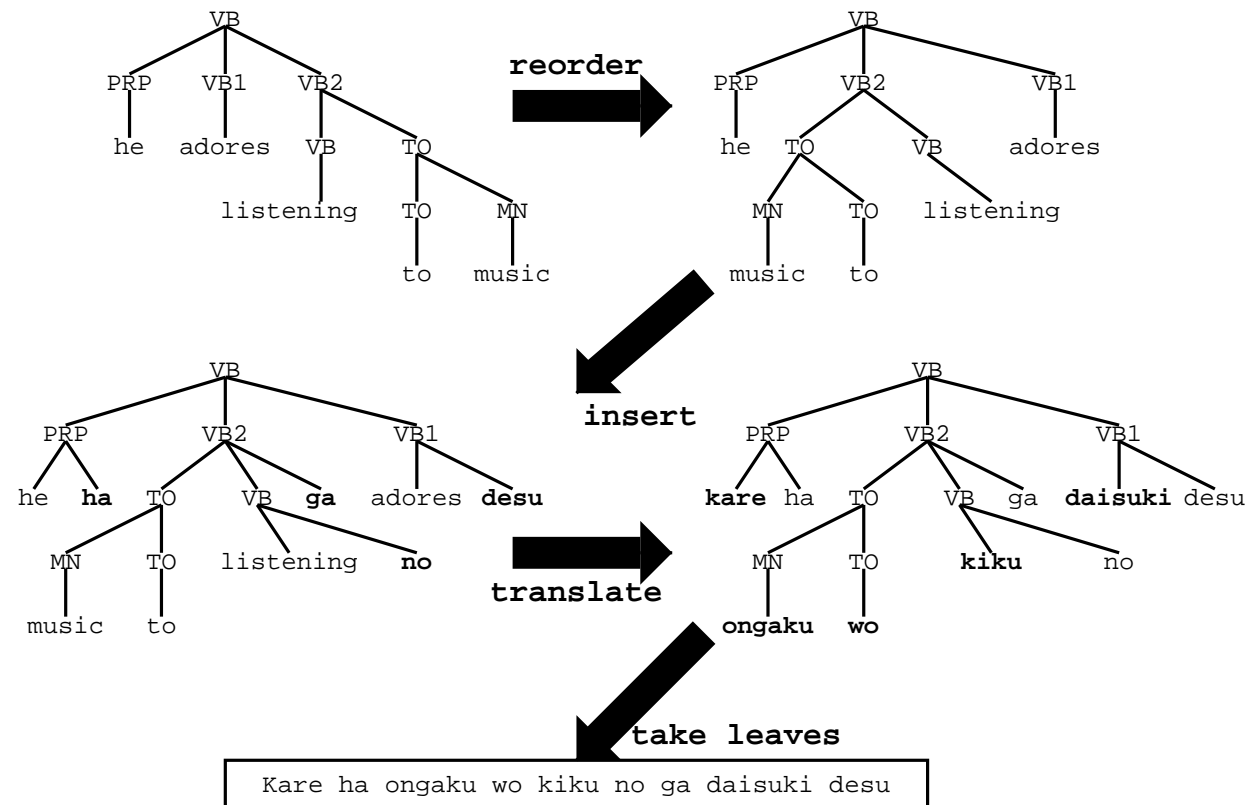 VB VB
reorder
PRP VB1 VB2 PRP VB2 VB1
he adores VB TO he TO VB adores
listening TO MN MN TO listening
to music music to
VB VB
insert
PRP VB2 VB1 PRP VB2 VB1
he ha TO VB ga adores desu kare ha TO VB ga daisuki desu
MN TO listening no MN TO kiku no
translate
music to ongaku wo
take leaves
Kare ha ongaku wo kiku no ga daisuki desu